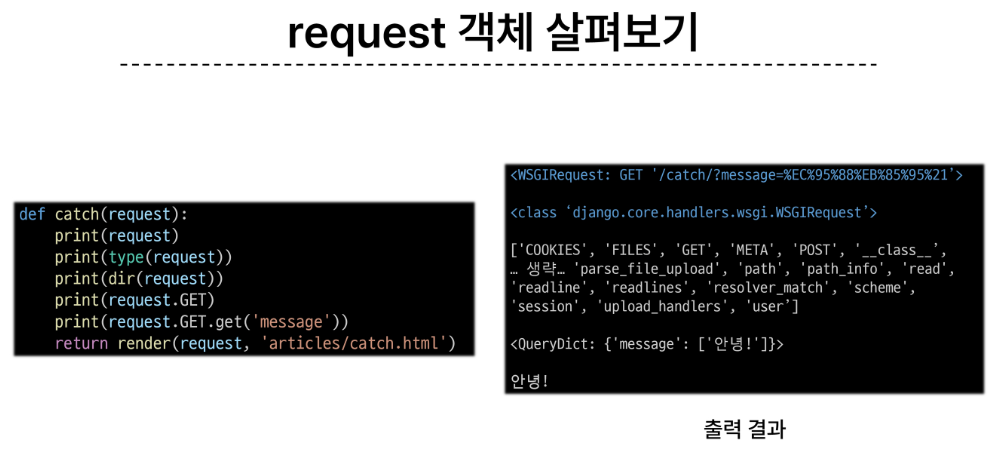 request 객체 살펴보기
def catch(request):
    print(request)
    print(type(request))
    print(dir(request))
    print(request.GET)
    print(request.GET.get('message'))
    return render(request, 'articles/catch.html')
<WSGIRequest: GET '/catch/?message=%EC%95%88%EB%85%95%21’>
<class ‘django.core.handlers.wsgi.WSGIRequest’>
['COOKIES', 'FILES', 'GET', 'META', 'POST', '__class__’,
… 생략… 'parse_file_upload', 'path', 'path_info', 'read',
'readline', 'readlines', 'resolver_match', 'scheme',
'session', 'upload_handlers', 'user’]
<QueryDict: {'message': ['안녕!']}>
안녕!
출력 결과